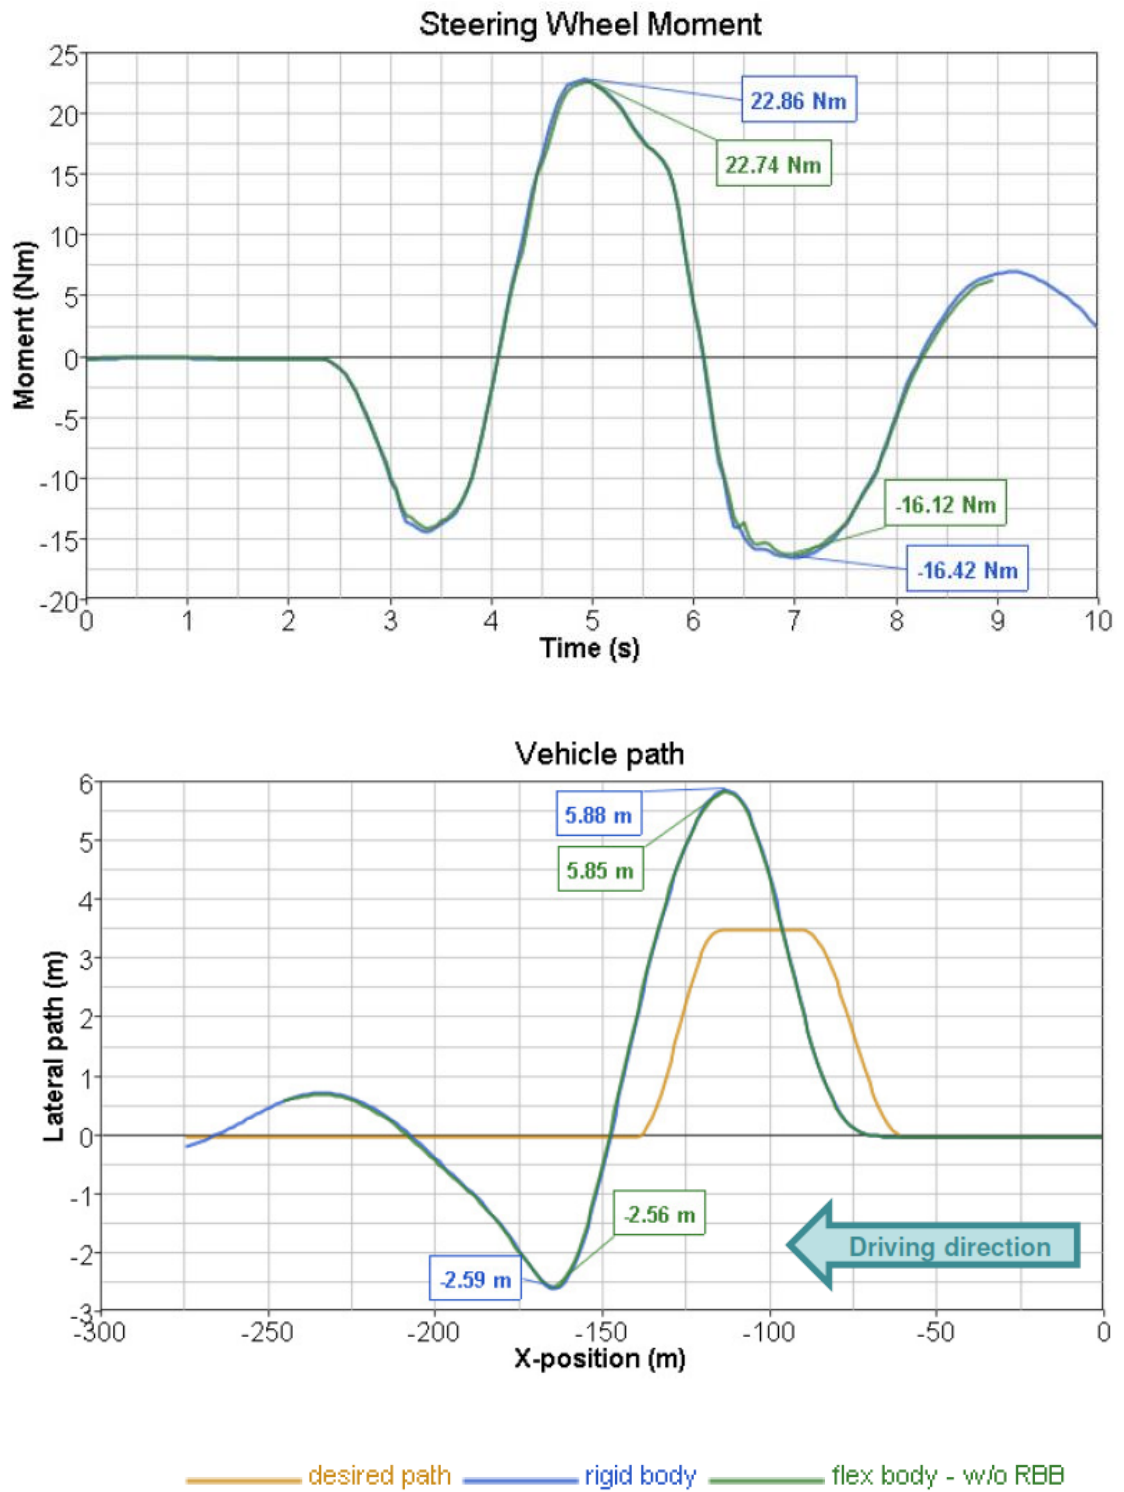 Steering Wheel Moment
25
20
15
10
5
0
-5
-10
-15
-20
Moment (Nm)
22.86 Nm
22.74 Nm
-16.12 Nm
-16.42 Nm
0 1 2 3 4 5 6 7 8 9 10
Time (s)
Vehicle path
6
5
4
3
2
1
0
-1
-2
-3
Lateral path (m)
5.88 m
5.85 m
-2.56 m
-2.59 m
Driving direction
-300 -250 -200 -150 -100 -50 0
X-position (m)
desired path rigid body flex body - w/o RBB